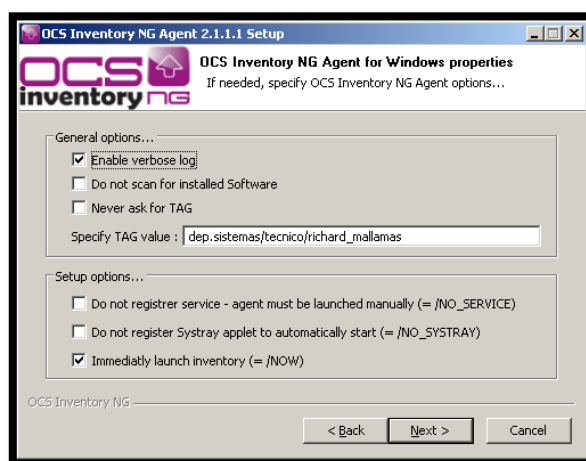 OCS Inventory NG Agent 2.1.1.1 Setup
OCS
inventory NG
OCS Inventory NG Agent for Windows properties
If needed, specify OCS Inventory NG Agent options...
General options...
Enable verbose log
Do not scan for installed Software
Never ask for TAG
Specify TAG value : dep.sistemas/tecnico/richard_mallamas
Setup options...
Do not registrer service - agent must be launched manually (= /NO_SERVICE)
Do not register Systray applet to automatically start (= /NO_SYSTRAY)
Immediatly launch inventory (= /NOW)
OCS Inventory NG
< Back Next > Cancel